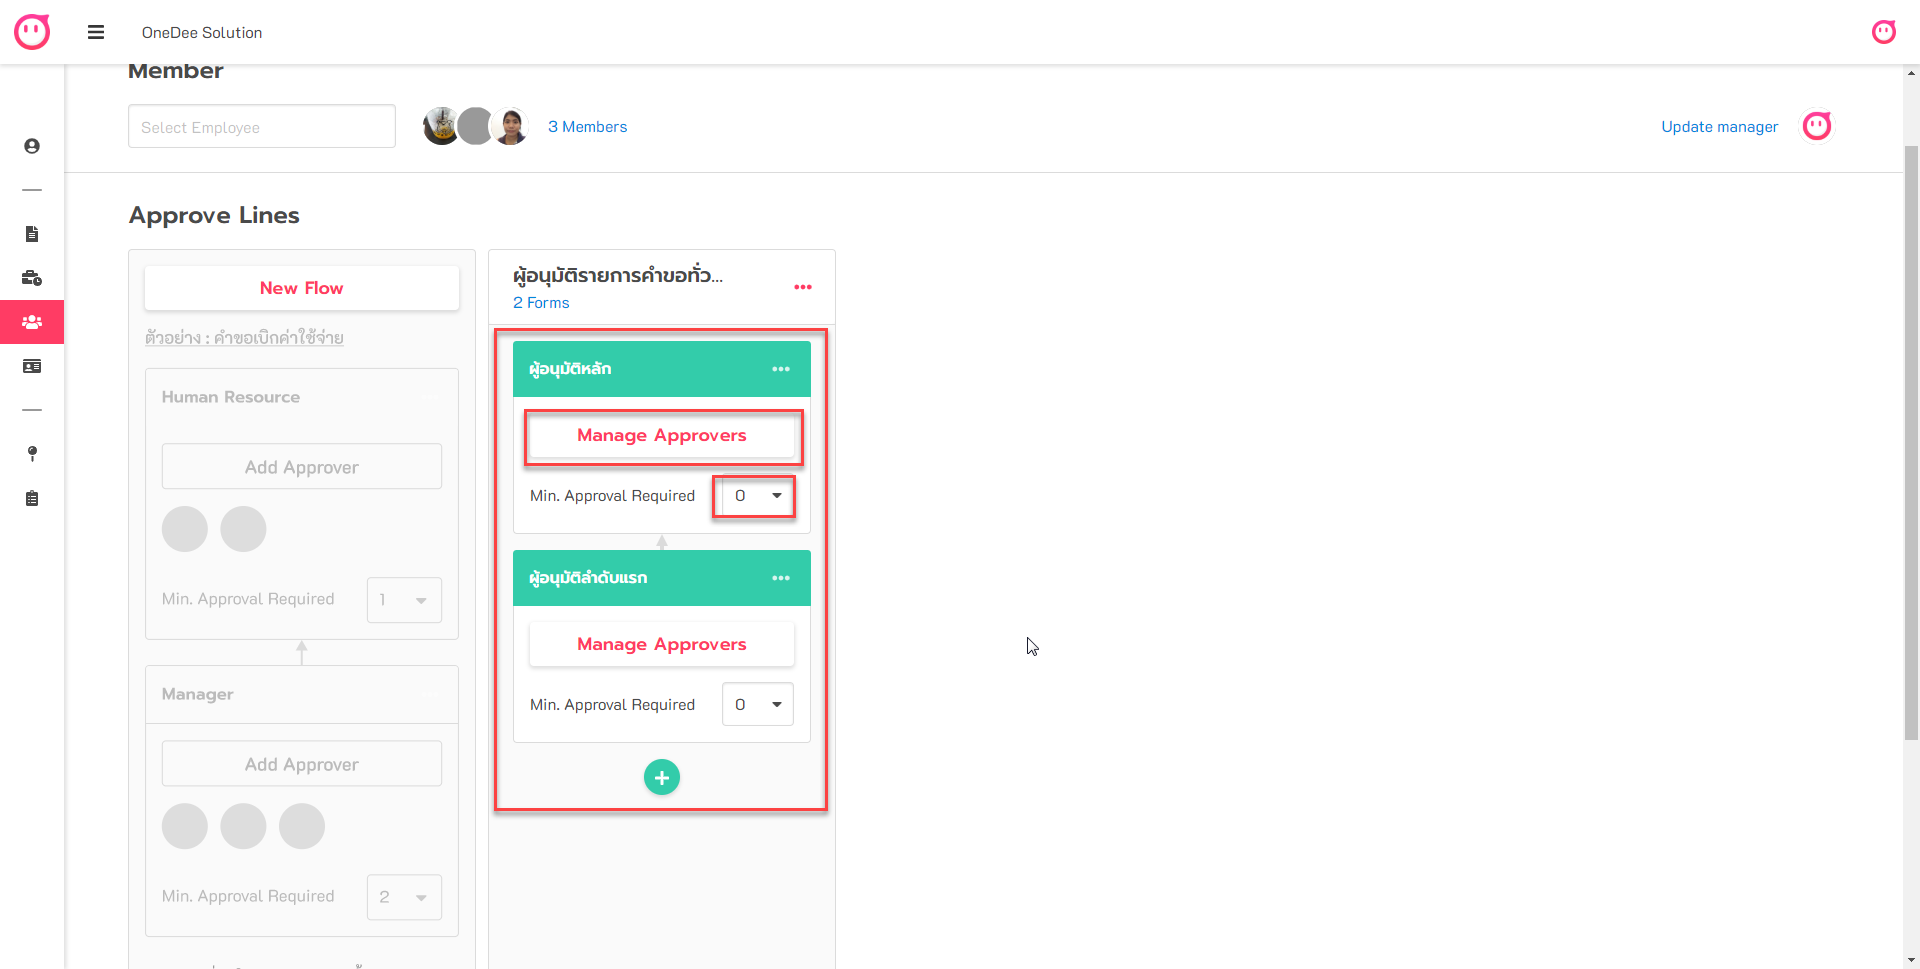 OneDee Solution
Member
Select Employee
3 Members
Update manager
Approve Lines
New Flow
ตัวอย่าง : คำขอเบิกค่าใช้จ่าย
Human Resource
Add Approver
Min. Approval Required
1
Manager
Add Approver
Min. Approval Required
2
ผู้อนุมัติรายการคำขอทั่ว...
2 Forms
ผู้อนุมัติหลัก
Manage Approvers
Min. Approval Required
0
ผู้อนุมัติลำดับแรก
Manage Approvers
Min. Approval Required
0